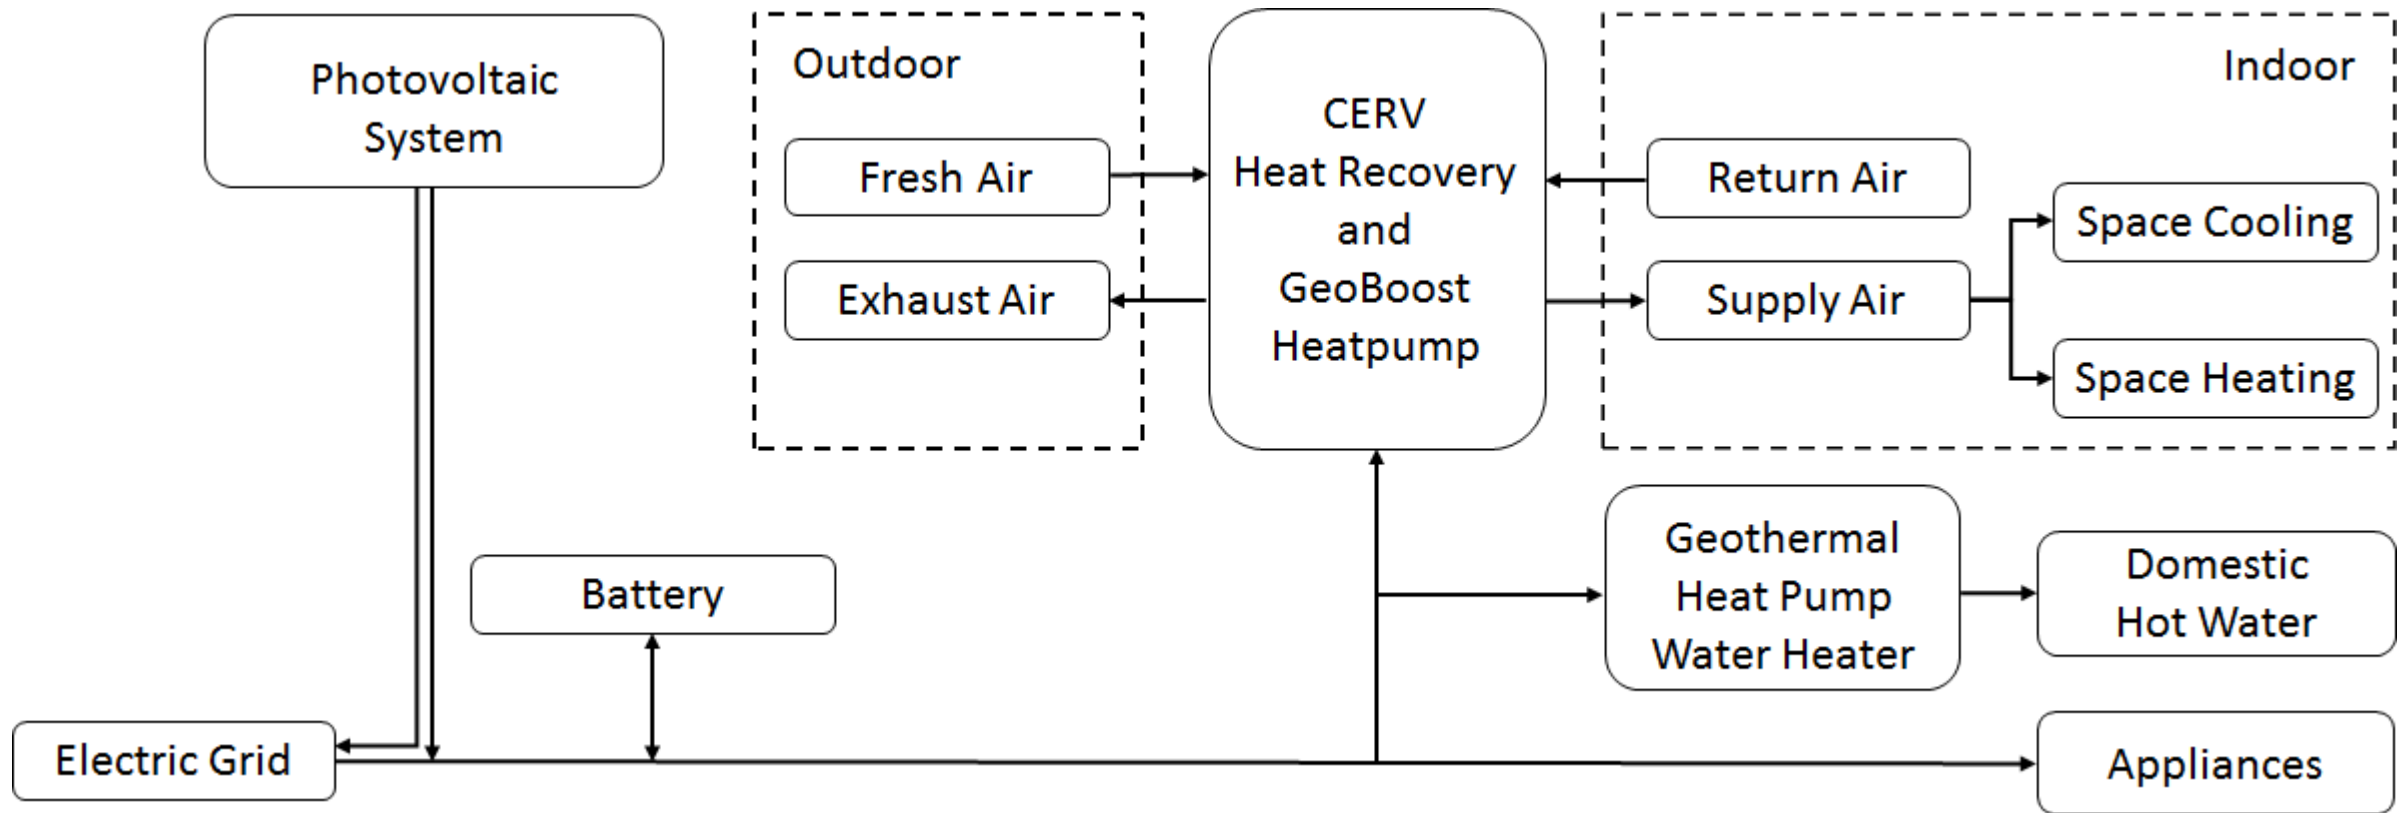 Photovoltaic
System
Outdoor
Fresh Air
Exhaust Air
CERV
Heat Recovery
and
GeoBoost
Heatpump
Indoor
Return Air
Supply Air
Space Cooling
Space Heating
Battery
Geothermal
Heat Pump
Water Heater
Domestic
Hot Water
Electric Grid
Appliances